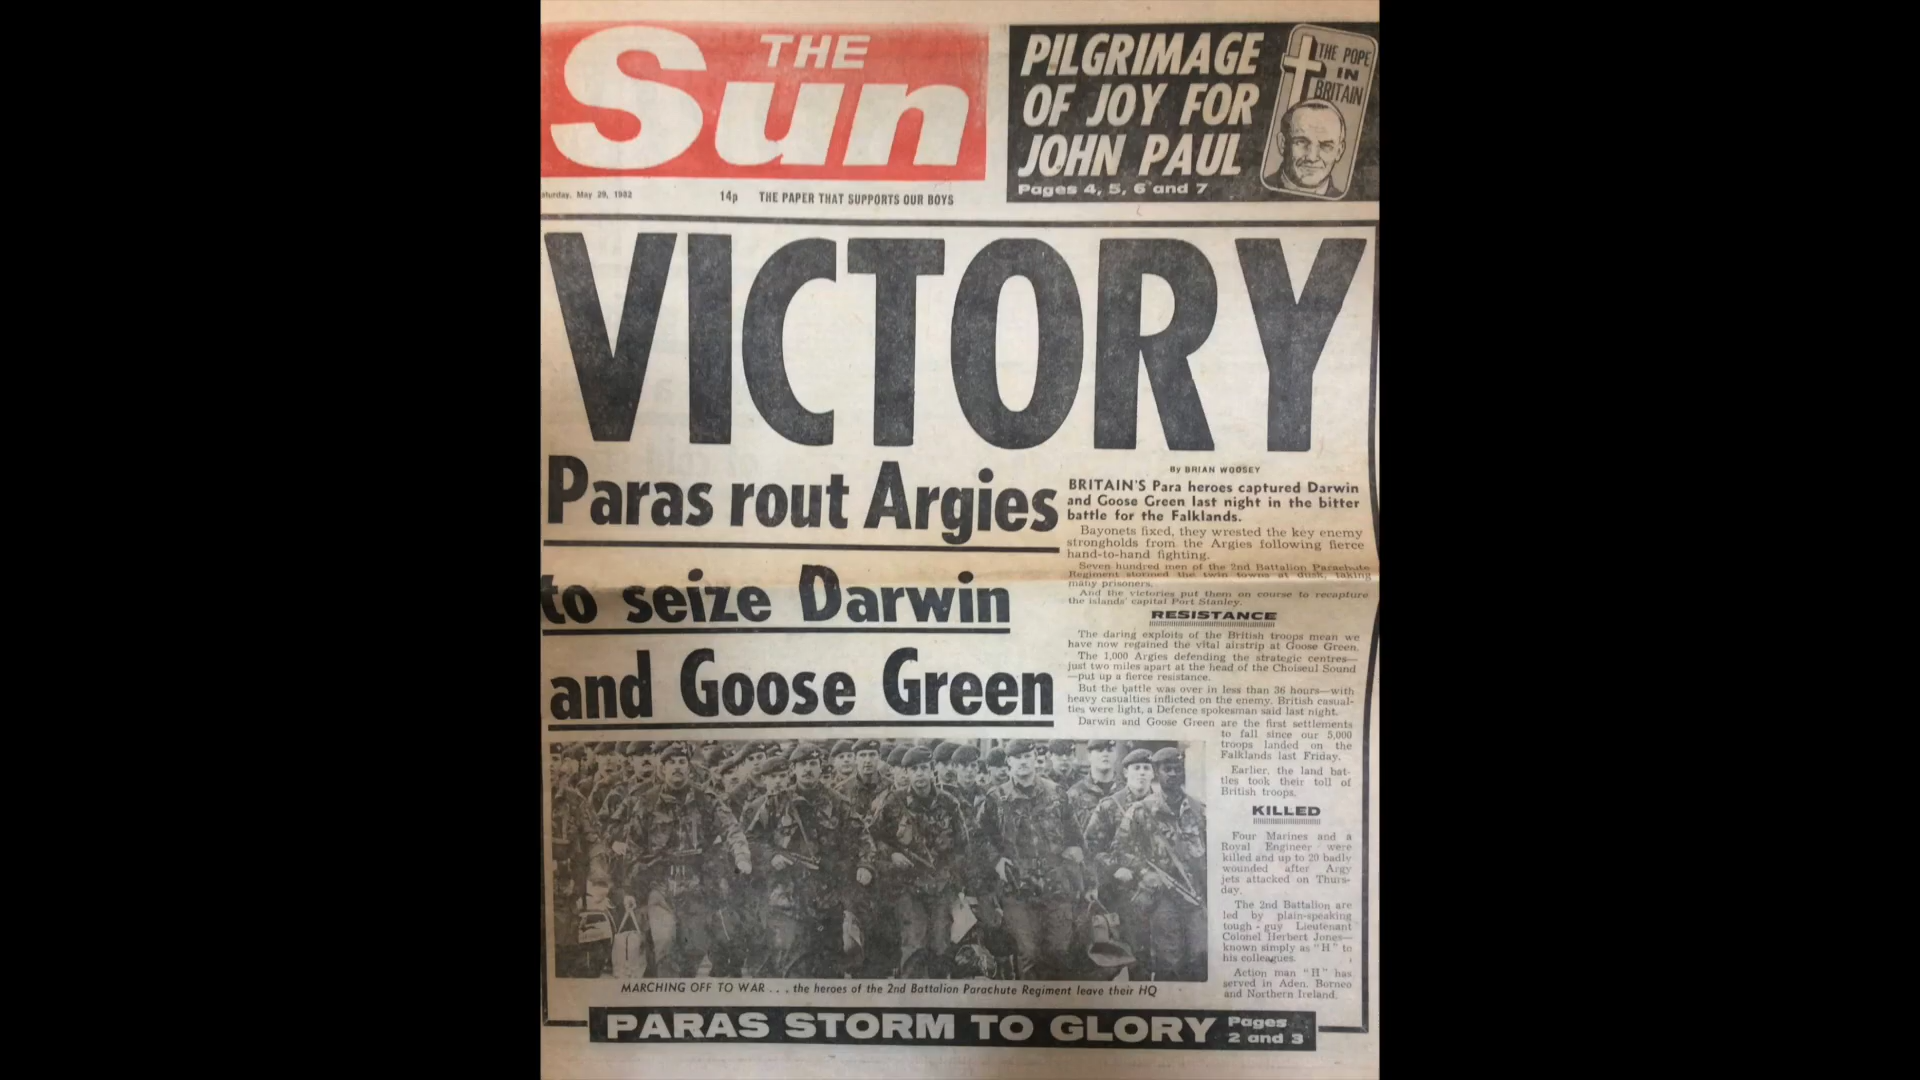 THE
Sun
PILGRIMAGE
OF JOY FOR
JOHN PAUL
Pages 4, 5, 6 and 7
THE POPE
IN
BRITAIN
aturday, May 29, 1982
14p
THE PAPER THAT SUPPORTS OUR BOYS
VICTORY
Paras rout Argies
to seize Darwin
and Goose Green
By BRIAN WOOSEY
BRITAIN'S Para heroes captured Darwin
and Goose Green last night in the bitter
battle for the Falklands.
Bayonets fixed, they wrested the key enemy
strongholds from the Argies following fierce
hand-to-hand fighting.
Seven hundred men of the 2nd Battalion Parachute
Regiment stormed the twin towns at dusk, taking
many prisoners.
And the victories put them on course to recapture
the islands' capital Port Stanley.
RESISTANCE
The daring exploits of the British troops mean we
have now regained the vital airstrip at Goose Green.
The 1,000 Argies defending the strategic centres—
just two miles apart at the head of the Choiseul Sound
—put up a fierce resistance.
But the battle was over in less than 36 hours—with
heavy casualties inflicted on the enemy. British casual-
ties were light, a Defence spokesman said last night.
Darwin and Goose Green are the first settlements
to fall since our 5,000
troops landed on the
Falklands last Friday.
Earlier, the land bat-
tles took their toll of
British troops.
KILLED
Four Marines and a
Royal Engineer were
killed and up to 20 badly
wounded after Argy
jets attacked on Thurs-
day.
The 2nd Battalion are
led by plain-speaking
tough-guy Lieutenant
Colonel Herbert Jones—
known simply as "H" to
his colleagues.
Action man "H" has
served in Aden, Borneo
and Northern Ireland.
MARCHING OFF TO WAR . . . the heroes of the 2nd Battalion Parachute Regiment leave their HQ
PARAS STORM TO GLORY
Pages
2 and 3